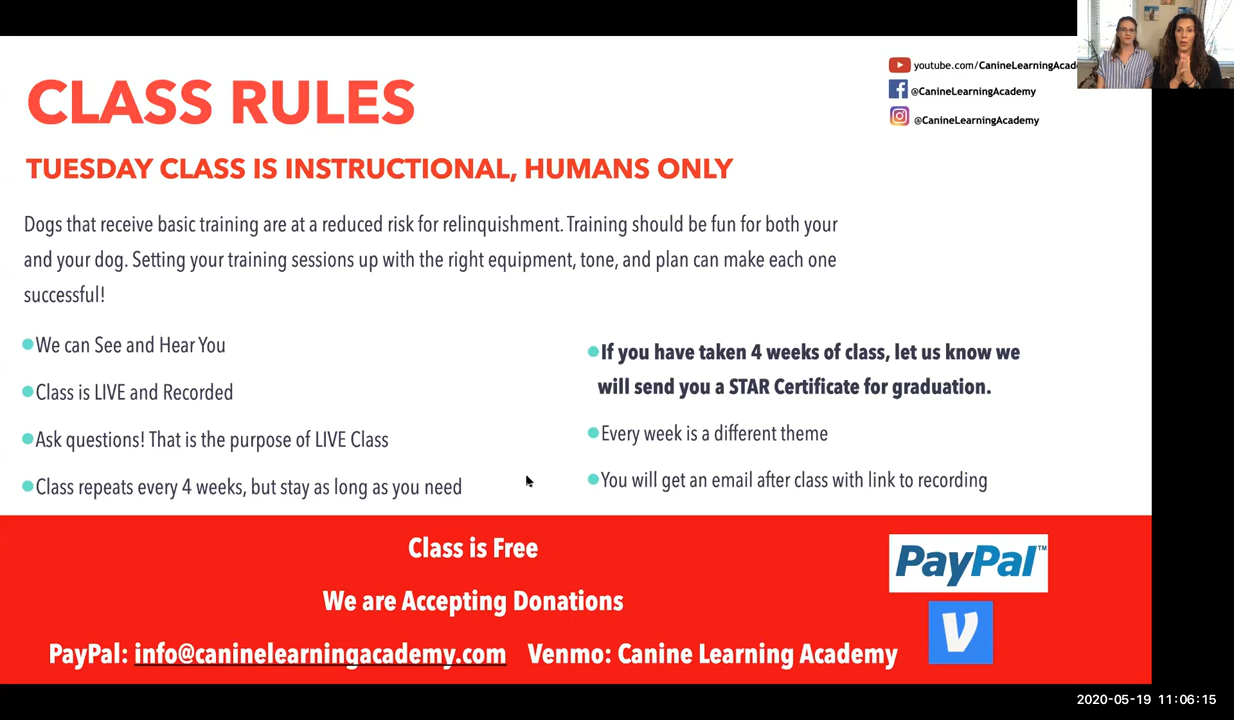 CLASS RULES
youtube.com/CanineLearningAcad
@CanineLearningAcademy
@CanineLearningAcademy
TUESDAY CLASS IS INSTRUCTIONAL, HUMANS ONLY
Dogs that receive basic training are at a reduced risk for relinquishment. Training should be fun for both your
and your dog. Setting your training sessions up with the right equipment, tone, and plan can make each one
successful!
We can See and Hear You
Class is LIVE and Recorded
Ask questions! That is the purpose of LIVE Class
Class repeats every 4 weeks, but stay as long as you need
If you have taken 4 weeks of class, let us know we
will send you a STAR Certificate for graduation.
Every week is a different theme
You will get an email after class with link to recording
Class is Free
We are Accepting Donations
PayPal: info@caninelearningacademy.com Venmo: Canine Learning Academy
PayPal™
V
2020-05-19 11:06:15